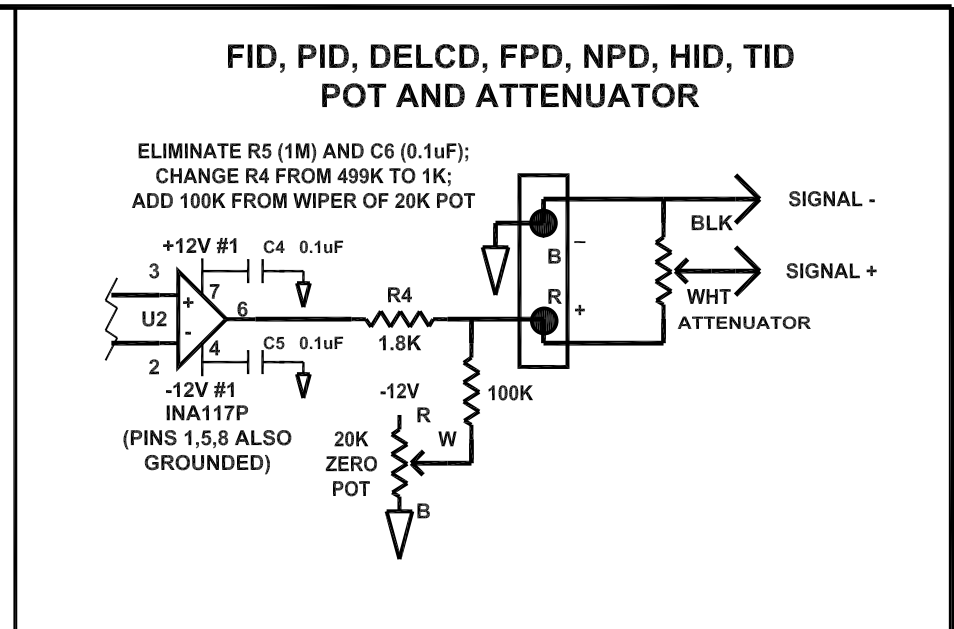 FID, PID, DELCD, FPD, NPD, HID, TID
POT AND ATTENUATOR
ELIMINATE R5 (1M) AND C6 (0.1uF);
CHANGE R4 FROM 499K TO 1K;
ADD 100K FROM WIPER OF 20K POT
+12V #1
C4 0.1uF
3
7
+
U2
-
6
2
4
C5 0.1uF
-12V #1
INA117P
(PINS 1,5,8 ALSO
GROUNDED)
R4
1.8K
-12V
R
20K
ZERO
POT
W
B
100K
B
–
R
+
BLK
SIGNAL -
SIGNAL +
WHT
ATTENUATOR